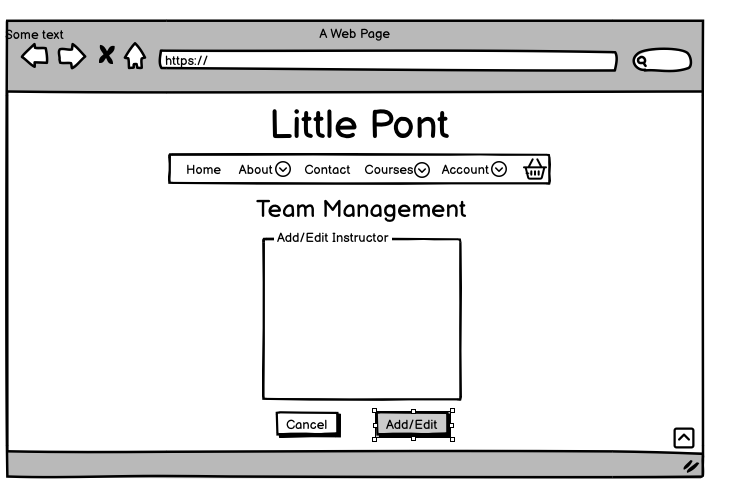 Some text
A Web Page
https://
Little Pont
Home About Contact Courses Account
Team Management
Add/Edit Instructor
Cancel Add/Edit